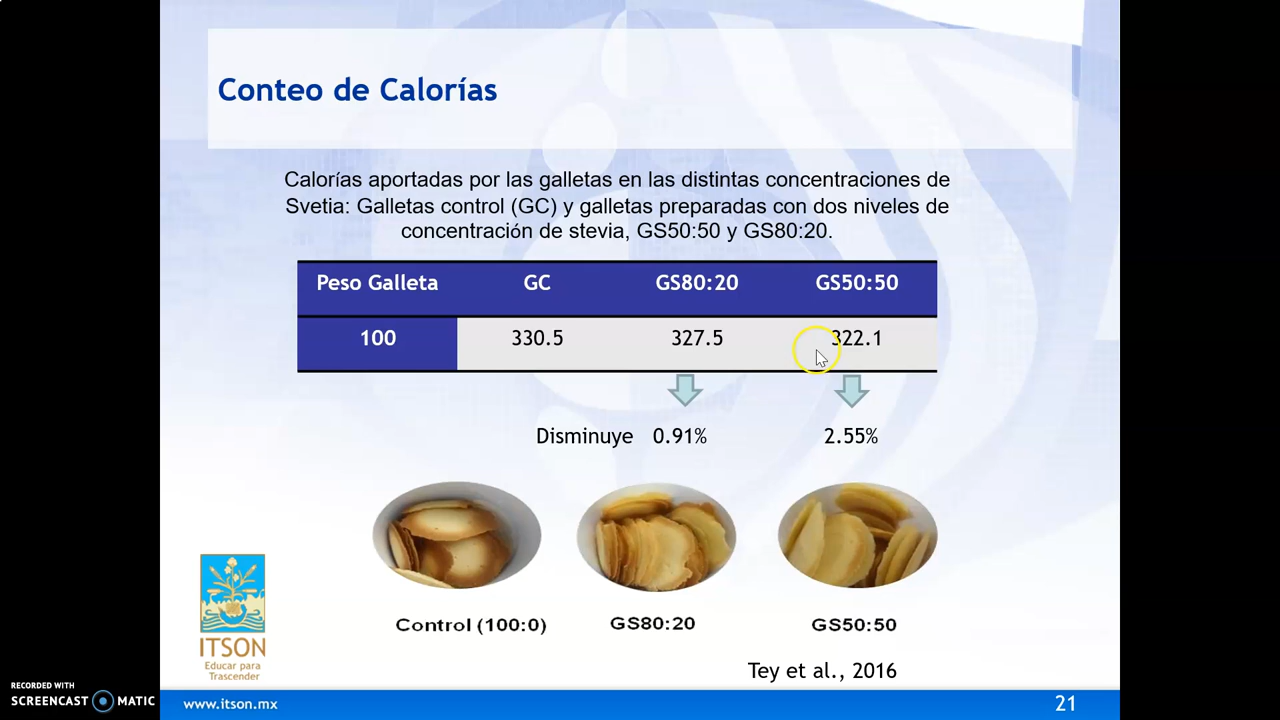 Conteo de Calorías
Calorías aportadas por las galletas en las distintas concentraciones de
Svetia: Galletas control (GC) y galletas preparadas con dos niveles de
concentración de stevia, GS50:50 y GS80:20.
Peso Galleta GC GS80:20 GS50:50
100 330.5 327.5 322.1
Disminuye 0.91% 2.55%
Control (100:0) GS80:20 GS50:50
ITSON
Educar para
Trascender
Tey et al., 2016
RECORDED WITH
SCREENCAST MATIC
www.itson.mx 21